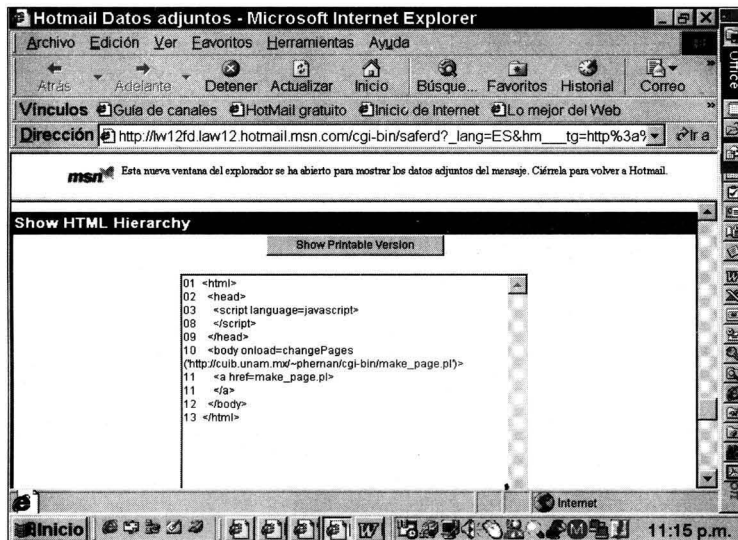 Hotmail Datos adjuntos - Microsoft Internet Explorer
Archivo Edición Ver Favoritos Herramientas Ayuda
Atrás Adelante Detener Actualizar Inicio Búsque... Favoritos Historial Correo »
Vínculos Guía de canales HotMail gratuito Inicio de Internet Lo mejor del Web »
Dirección http://lw12fd.law12.hotmail.msn.com/cgi-bin/saferd?_lang=ES&hm___tg=http%3a% Ir a
msn Esta nueva ventana del explorador se ha abierto para mostrar los datos adjuntos del mensaje. Ciérrela para volver a Hotmail.
Show HTML Hierarchy
Show Printable Version
01 <html>
02 <head>
03 <script language=javascript>
08 </script>
09 </head>
10 <body onload=changePages
('http://cuib.unam.mx/~phernan/cgi-bin/make_page.pl')>
11 <a href=make_page.pl>
11 </a>
12 </body>
13 </html>
Internet
Inicio 11:15 p.m.
Office